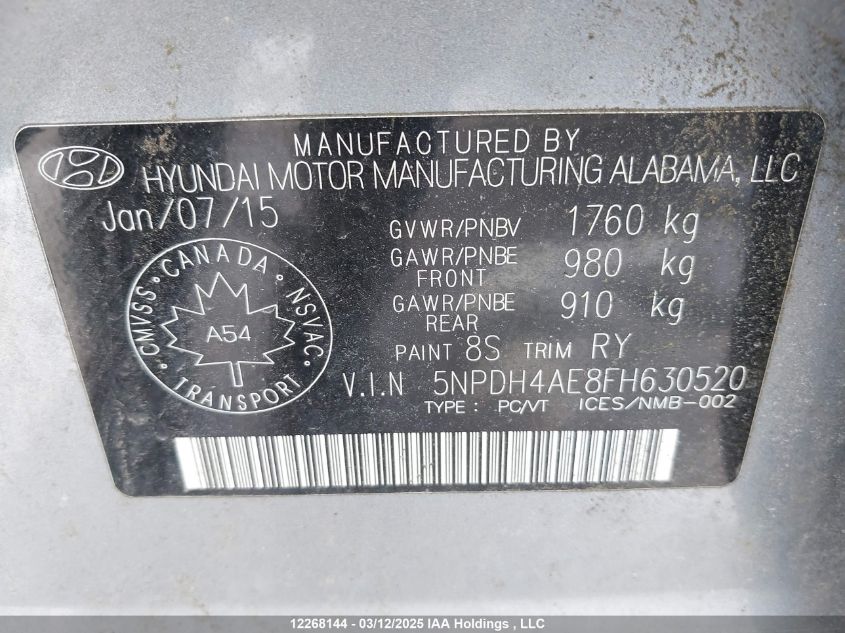 MANUFACTURED BY
HYUNDAI MOTOR MANUFACTURING ALABAMA, LLC
Jan/07/15
GVWR/PNBV 1760 kg
GAWR/PNBE FRONT 980 kg
GAWR/PNBE REAR 910 kg
PAINT 8S TRIM RY
V.I.N 5NPDH4AE8FH630520
TYPE : PC/VT ICES/NMB-002
CANADA
CMVSS
NSVAC
A54
TRANSPORT
12268144 - 03/12/2025 IAA Holdings , LLC